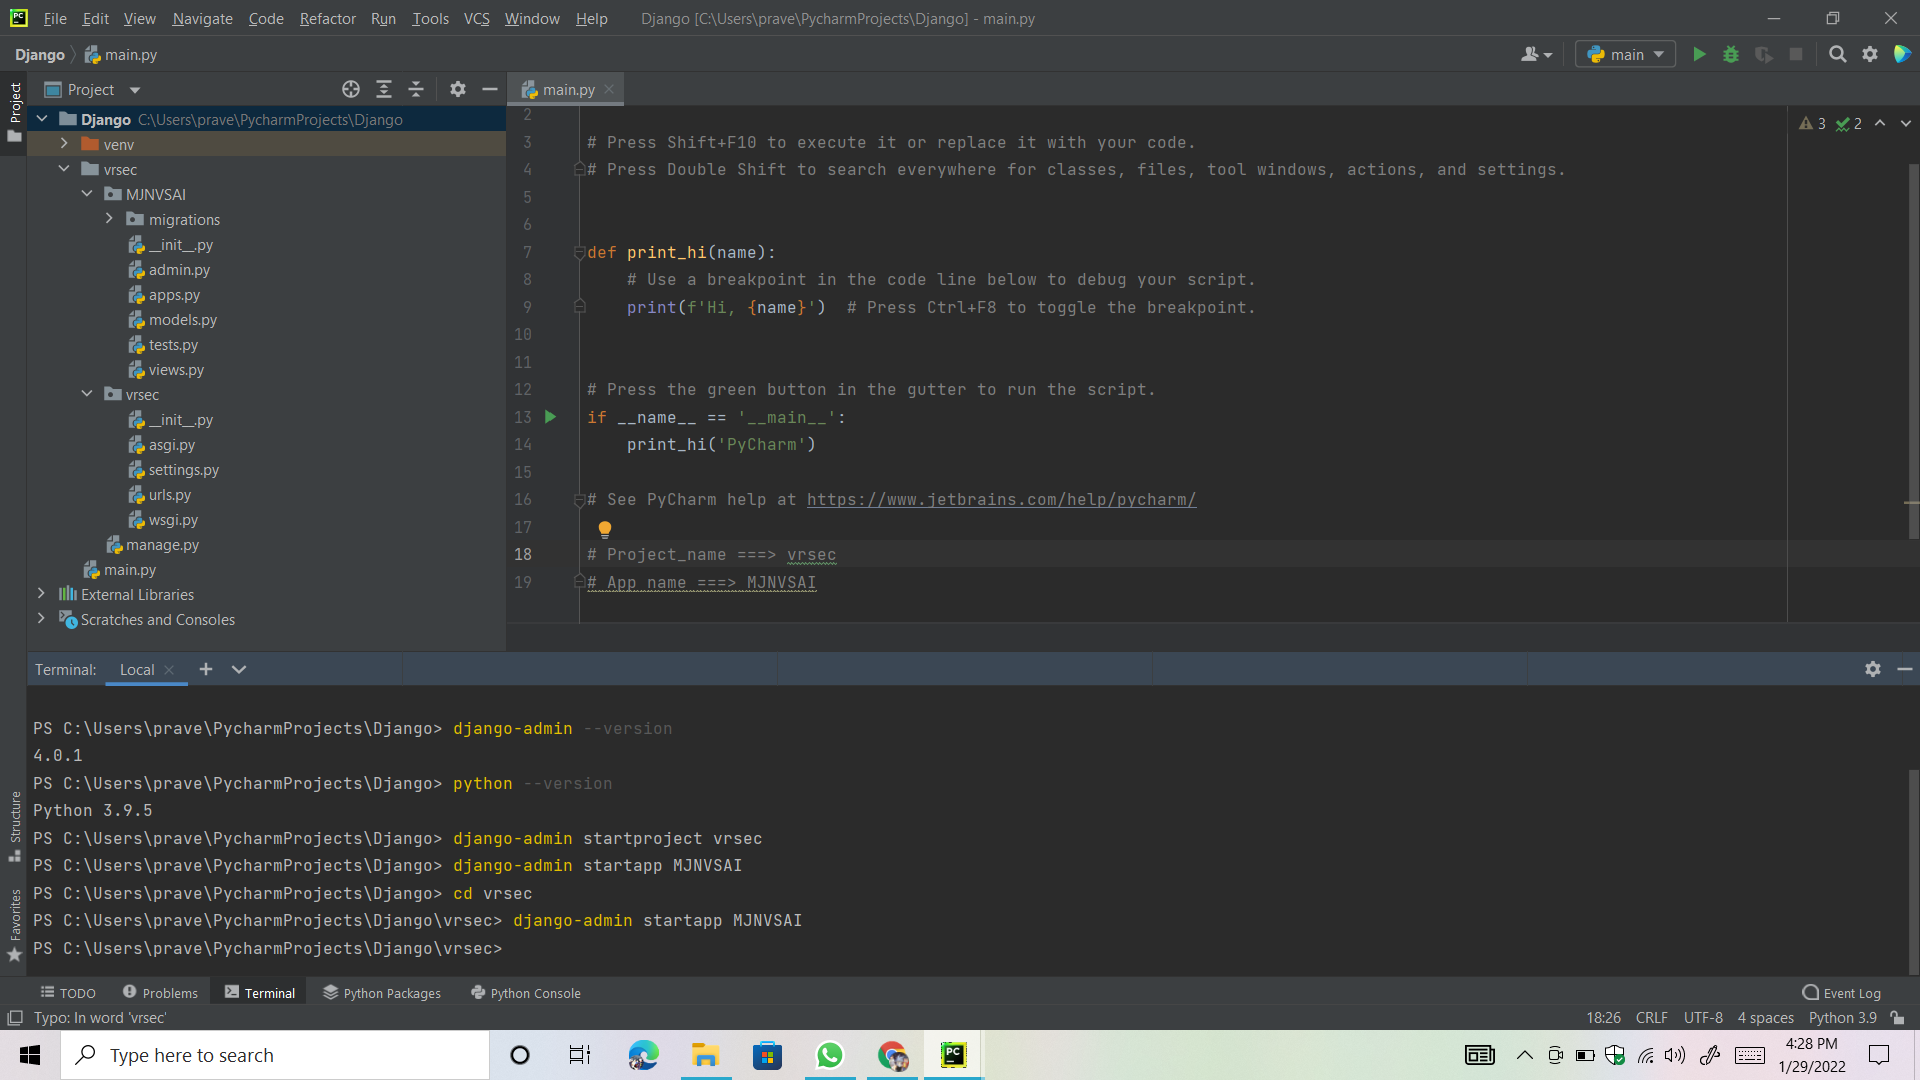 File Edit View Navigate Code Refactor Run Tools VCS Window Help Django [C:\Users\prave\PycharmProjects\Django] - main.py
Django main.py
main
Project
Project
main.py
Django C:\Users\prave\PycharmProjects\Django
venv
vrsec
MJNVSAI
migrations
__init__.py
admin.py
apps.py
models.py
tests.py
views.py
vrsec
__init__.py
asgi.py
settings.py
urls.py
wsgi.py
manage.py
main.py
External Libraries
Scratches and Consoles
3 2
2
3 # Press Shift+F10 to execute it or replace it with your code.
4 # Press Double Shift to search everywhere for classes, files, tool windows, actions, and settings.
5
6
7 def print_hi(name):
8 # Use a breakpoint in the code line below to debug your script.
9 print(f'Hi, {name}') # Press Ctrl+F8 to toggle the breakpoint.
10
11
12 # Press the green button in the gutter to run the script.
13 if __name__ == '__main__':
14 print_hi('PyCharm')
15
16 # See PyCharm help at https://www.jetbrains.com/help/pycharm/
17
18 # Project_name ===> vrsec
19 # App name ===> MJNVSAI
Terminal: Local
PS C:\Users\prave\PycharmProjects\Django> django-admin --version
4.0.1
PS C:\Users\prave\PycharmProjects\Django> python --version
Python 3.9.5
PS C:\Users\prave\PycharmProjects\Django> django-admin startproject vrsec
PS C:\Users\prave\PycharmProjects\Django> django-admin startapp MJNVSAI
PS C:\Users\prave\PycharmProjects\Django> cd vrsec
PS C:\Users\prave\PycharmProjects\Django\vrsec> django-admin startapp MJNVSAI
PS C:\Users\prave\PycharmProjects\Django\vrsec>
Structure
Favorites
TODO Problems Terminal Python Packages Python Console Event Log
Typo: In word 'vrsec' 18:26 CRLF UTF-8 4 spaces Python 3.9
Type here to search
4:28 PM
1/29/2022